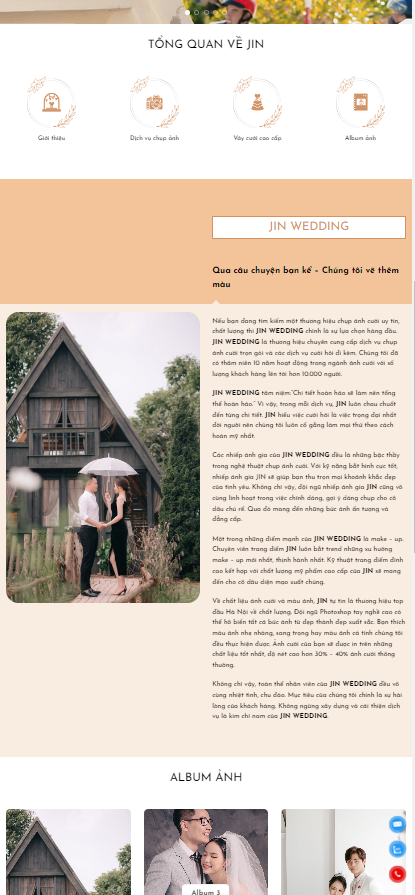 TỔNG QUAN VỀ JIN
Giới thiệu
Dịch vụ chụp ảnh
Váy cưới cao cấp
Album ảnh
JIN WEDDING
Qua câu chuyện bạn kể – Chúng tôi vẽ thêm
màu
Nếu bạn đang tìm kiếm một thương hiệu chụp ảnh cưới uy tín,
chất lượng thì JIN WEDDING chính là sự lựa chọn hàng đầu.
JIN WEDDING là thương hiệu chuyên cung cấp dịch vụ chụp
ảnh cưới trọn gói và các dịch vụ cưới hỏi đi kèm. Chúng tôi đã
có thâm niên 10 năm hoạt động trong ngành ảnh cưới với số
lượng khách hàng lên tới hơn 10.000 người.
JIN WEDDING tâm niệm:"Chi tiết hoàn hảo sẽ làm nên tổng
thể hoàn hảo." Vì vậy, trong mỗi dịch vụ, JIN luôn chau chuốt
đến từng chi tiết. JIN hiểu việc cưới hỏi là việc trọng đại nhất
đời người nên chúng tôi luôn cố gắng làm mọi thứ theo cách
hoàn mỹ nhất.
Các nhiếp ảnh gia của JIN WEDDING đều là những bậc thầy
trong nghệ thuật chụp ảnh cưới. Với kỹ năng bắt hình cực tốt,
nhiếp ảnh gia JIN sẽ giúp bạn thu trọn mọi khoảnh khắc đẹp
của tình yêu. Không chỉ vậy, đội ngũ nhiếp ảnh gia JIN cũng vô
cùng linh hoạt trong việc chỉnh dáng, gợi ý dáng chụp cho cô
dâu chú rể. Qua đó mang đến những bức ảnh ấn tượng và
đẳng cấp.
Một trong những điểm mạnh của JIN WEDDING là make – up.
Chuyên viên trang điểm JIN luôn bắt trend những xu hướng
make – up mới nhất, thịnh hành nhất. Kỹ thuật trang điểm đỉnh
cao kết hợp với chất lượng mỹ phẩm cao cấp của JIN sẽ mang
đến cho cô dâu diện mạo xuất chúng.
Về chất liệu ảnh cưới và màu ảnh, JIN tự tin là thương hiệu top
đầu Hà Nội về chất lượng. Đội ngũ Photoshop tay nghề cao có
thể hô biến tất cả bức ảnh từ đẹp thành đẹp xuất sắc. Bạn thích
màu ảnh nhẹ nhàng, sang trọng hay màu ảnh cá tính chúng tôi
đều thực hiện được. Ảnh cưới của bạn sẽ được in trên những
chất liệu tốt nhất, độ nét cao hơn 30% – 40% ảnh cưới thông
thường.
Không chỉ vậy, toàn thể nhân viên của JIN WEDDING đều vô
cùng nhiệt tình, chu đáo. Mục tiêu của chúng tôi chính là sự hài
lòng của khách hàng. Không ngừng xây dựng và cải thiện dịch
vụ là kim chỉ nam của JIN WEDDING.
ALBUM ẢNH
Album 3